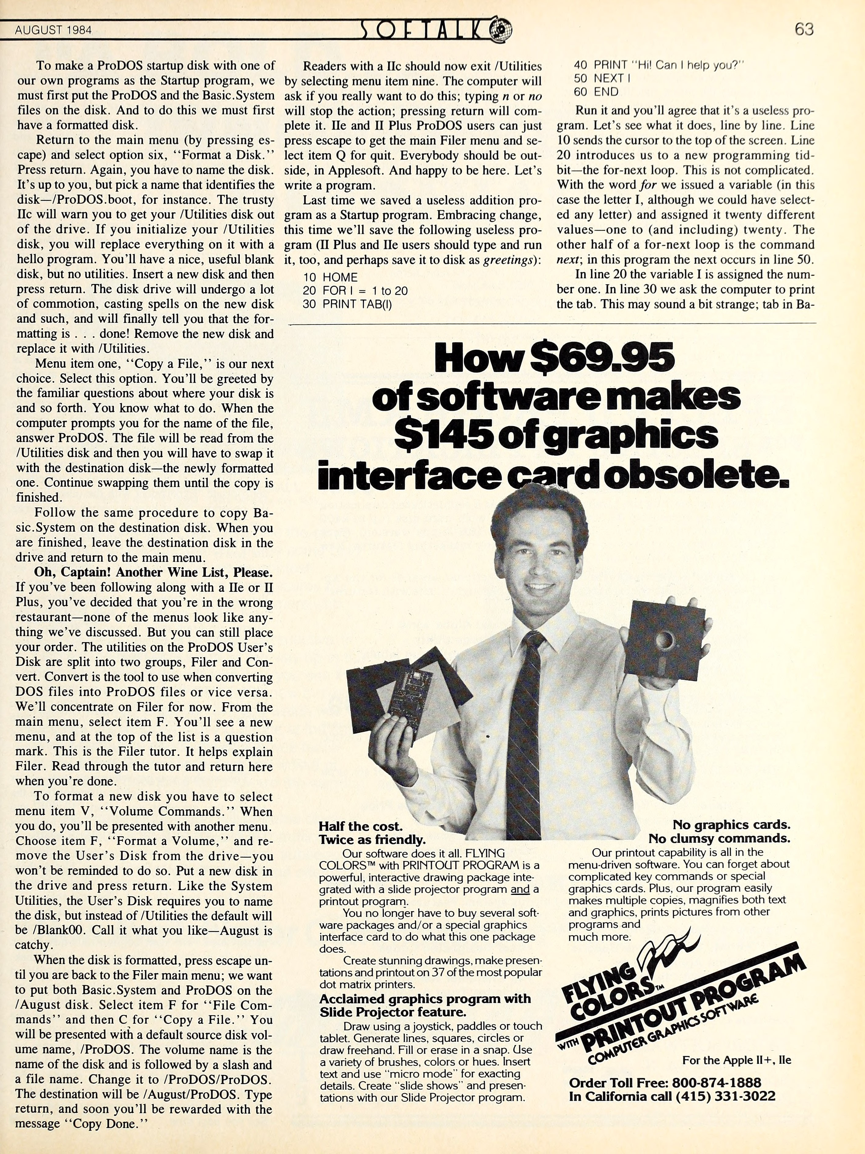 AUGUST 1984
SOFTALK
63
To make a ProDOS startup disk with one of
our own programs as the Startup program, we
must first put the ProDOS and the Basic.System
files on the disk. And to do this we must first
have a formatted disk.
Return to the main menu (by pressing es-
cape) and select option six, "Format a Disk."
Press return. Again, you have to name the disk.
It's up to you, but pick a name that identifies the
disk—/ProDOS.boot, for instance. The trusty
IIc will warn you to get your /Utilities disk out
of the drive. If you initialize your /Utilities
disk, you will replace everything on it with a
hello program. You'll have a nice, useful blank
disk, but no utilities. Insert a new disk and then
press return. The disk drive will undergo a lot
of commotion, casting spells on the new disk
and such, and will finally tell you that the for-
matting is . . . done! Remove the new disk and
replace it with /Utilities.
Menu item one, "Copy a File," is our next
choice. Select this option. You'll be greeted by
the familiar questions about where your disk is
and so forth. You know what to do. When the
computer prompts you for the name of the file,
answer ProDOS. The file will be read from the
/Utilities disk and then you will have to swap it
with the destination disk—the newly formatted
one. Continue swapping them until the copy is
finished.
Follow the same procedure to copy Ba-
sic.System on the destination disk. When you
are finished, leave the destination disk in the
drive and return to the main menu.
Oh, Captain! Another Wine List, Please.
If you've been following along with a IIe or II
Plus, you've decided that you're in the wrong
restaurant—none of the menus look like any-
thing we've discussed. But you can still place
your order. The utilities on the ProDOS User's
Disk are split into two groups, Filer and Con-
vert. Convert is the tool to use when converting
DOS files into ProDOS files or vice versa.
We'll concentrate on Filer for now. From the
main menu, select item F. You'll see a new
menu, and at the top of the list is a question
mark. This is the Filer tutor. It helps explain
Filer. Read through the tutor and return here
when you're done.
To format a new disk you have to select
menu item V, "Volume Commands." When
you do, you'll be presented with another menu.
Choose item F, "Format a Volume," and re-
move the User's Disk from the drive—you
won't be reminded to do so. Put a new disk in
the drive and press return. Like the System
Utilities, the User's Disk requires you to name
the disk, but instead of /Utilities the default will
be /Blank00. Call it what you like—August is
catchy.
When the disk is formatted, press escape un-
til you are back to the Filer main menu; we want
to put both Basic.System and ProDOS on the
/August disk. Select item F for "File Com-
mands" and then C for "Copy a File." You
will be presented with a default source disk vol-
ume name, /ProDOS. The volume name is the
name of the disk and is followed by a slash and
a file name. Change it to /ProDOS/ProDOS.
The destination will be /August/ProDOS. Type
return, and soon you'll be rewarded with the
message "Copy Done."
Readers with a IIc should now exit /Utilities
by selecting menu item nine. The computer will
ask if you really want to do this; typing n or no
will stop the action; pressing return will com-
plete it. IIe and II Plus ProDOS users can just
press escape to get the main Filer menu and se-
lect item Q for quit. Everybody should be out-
side, in Applesoft. And happy to be here. Let's
write a program.
Last time we saved a useless addition pro-
gram as a Startup program. Embracing change,
this time we'll save the following useless pro-
gram (II Plus and IIe users should type and run
it, too, and perhaps save it to disk as greetings):
10 HOME
20 FOR I = 1 to 20
30 PRINT TAB(I)
40 PRINT "Hi! Can I help you?"
50 NEXT I
60 END
Run it and you'll agree that it's a useless pro-
gram. Let's see what it does, line by line. Line
10 sends the cursor to the top of the screen. Line
20 introduces us to a new programming tid-
bit—the for-next loop. This is not complicated.
With the word for we issued a variable (in this
case the letter I, although we could have select-
ed any letter) and assigned it twenty different
values—one to (and including) twenty. The
other half of a for-next loop is the command
next; in this program the next occurs in line 50.
In line 20 the variable I is assigned the num-
ber one. In line 30 we ask the computer to print
the tab. This may sound a bit strange; tab in Ba-
How $69.95
of software makes
$145 of graphics
interface card obsolete.
Half the cost.
Twice as friendly.
Our software does it all. FLYING
COLORS™ with PRINTOUT PROGRAM is a
powerful, interactive drawing package inte-
grated with a slide projector program and a
printout program.
You no longer have to buy several soft-
ware packages and/or a special graphics
interface card to do what this one package
does.
Create stunning drawings, make presen-
tations and printout on 37 of the most popular
dot matrix printers.
Acclaimed graphics program with
Slide Projector feature.
Draw using a joystick, paddles or touch
tablet. Generate lines, squares, circles or
draw freehand. Fill or erase in a snap. Use
a variety of brushes, colors or hues. Insert
text and use "micro mode" for exacting
details. Create "slide shows" and presen-
tations with our Slide Projector program.
No graphics cards.
No clumsy commands.
Our printout capability is all in the
menu-driven software. You can forget about
complicated key commands or special
graphics cards. Plus, our program easily
makes multiple copies, magnifies both text
and graphics, prints pictures from other
programs and
much more.
FLYING
COLORS™
WITH PRINTOUT PROGRAM
COMPUTER GRAPHICS SOFTWARE
For the Apple II+, IIe
Order Toll Free: 800-874-1888
In California call (415) 331-3022